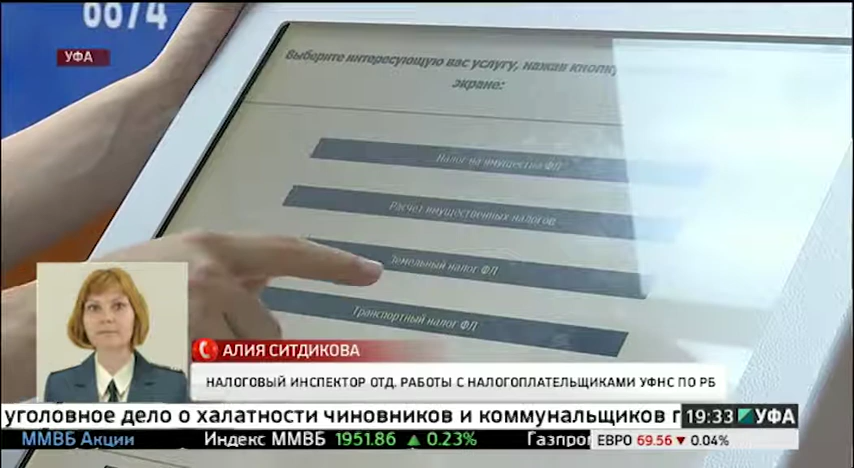 6674
УФА
Выберите интересующую вас услугу, нажав кнопку
экране:
Налог на имущество ФЛ
Расчет имущественных налогов
Земельный налог ФЛ
Транспортный налог ФЛ
АЛИЯ СИТДИКОВА
НАЛОГОВЫЙ ИНСПЕКТОР ОТД. РАБОТЫ С НАЛОГОПЛАТЕЛЬЩИКАМИ УФНС ПО РБ
уголовное дело о халатности чиновников и коммунальщиков г
19:33 УФА
ММВБ Акции Индекс ММВБ 1951.86 ▲ 0.23% Газпро
ЕВРО 69.56 ▼ 0.04%